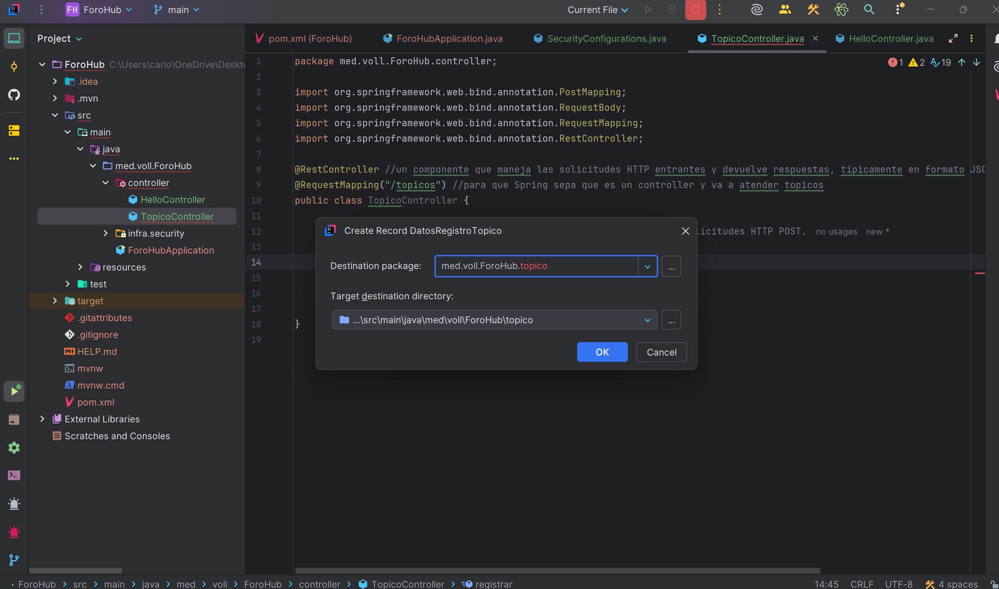 FH ForoHub main Current File
Project
pom.xml (ForoHub) ForoHubApplication.java SecurityConfigurations.java TopicoController.java HelloController.java
ForoHub C:\Users\carlo\OneDrive\Deskto
.idea
.mvn
src
main
java
med.voll.ForoHub
controller
HelloController
TopicoController
infra.security
ForoHubApplication
resources
test
target
.gitattributes
.gitignore
HELP.md
mvnw
mvnw.cmd
pom.xml
External Libraries
Scratches and Consoles
1 2 19
1 package med.voll.ForoHub.controller;
2
3 import org.springframework.web.bind.annotation.PostMapping;
4 import org.springframework.web.bind.annotation.RequestBody;
5 import org.springframework.web.bind.annotation.RequestMapping;
6 import org.springframework.web.bind.annotation.RestController;
7
8 @RestController //un componente que maneja las solicitudes HTTP entrantes y devuelve respuestas, típicamente en formato JSO
9 @RequestMapping("/topicos") //para que Spring sepa que es un controller y va a atender topicos
10 public class TopicoController {
11
12 licitudes HTTP POST. no usages new *
13
14
15
16
17
18 }
19
Create Record DatosRegistroTopico
Destination package: med.voll.ForoHub.topico ...
Target destination directory:
...\src\main\java\med\voll\ForoHub\topico ...
OK Cancel
ForoHub > src > main > java > med > voll > ForoHub > controller > TopicoController > registrar 14:45 CRLF UTF-8 4 spaces